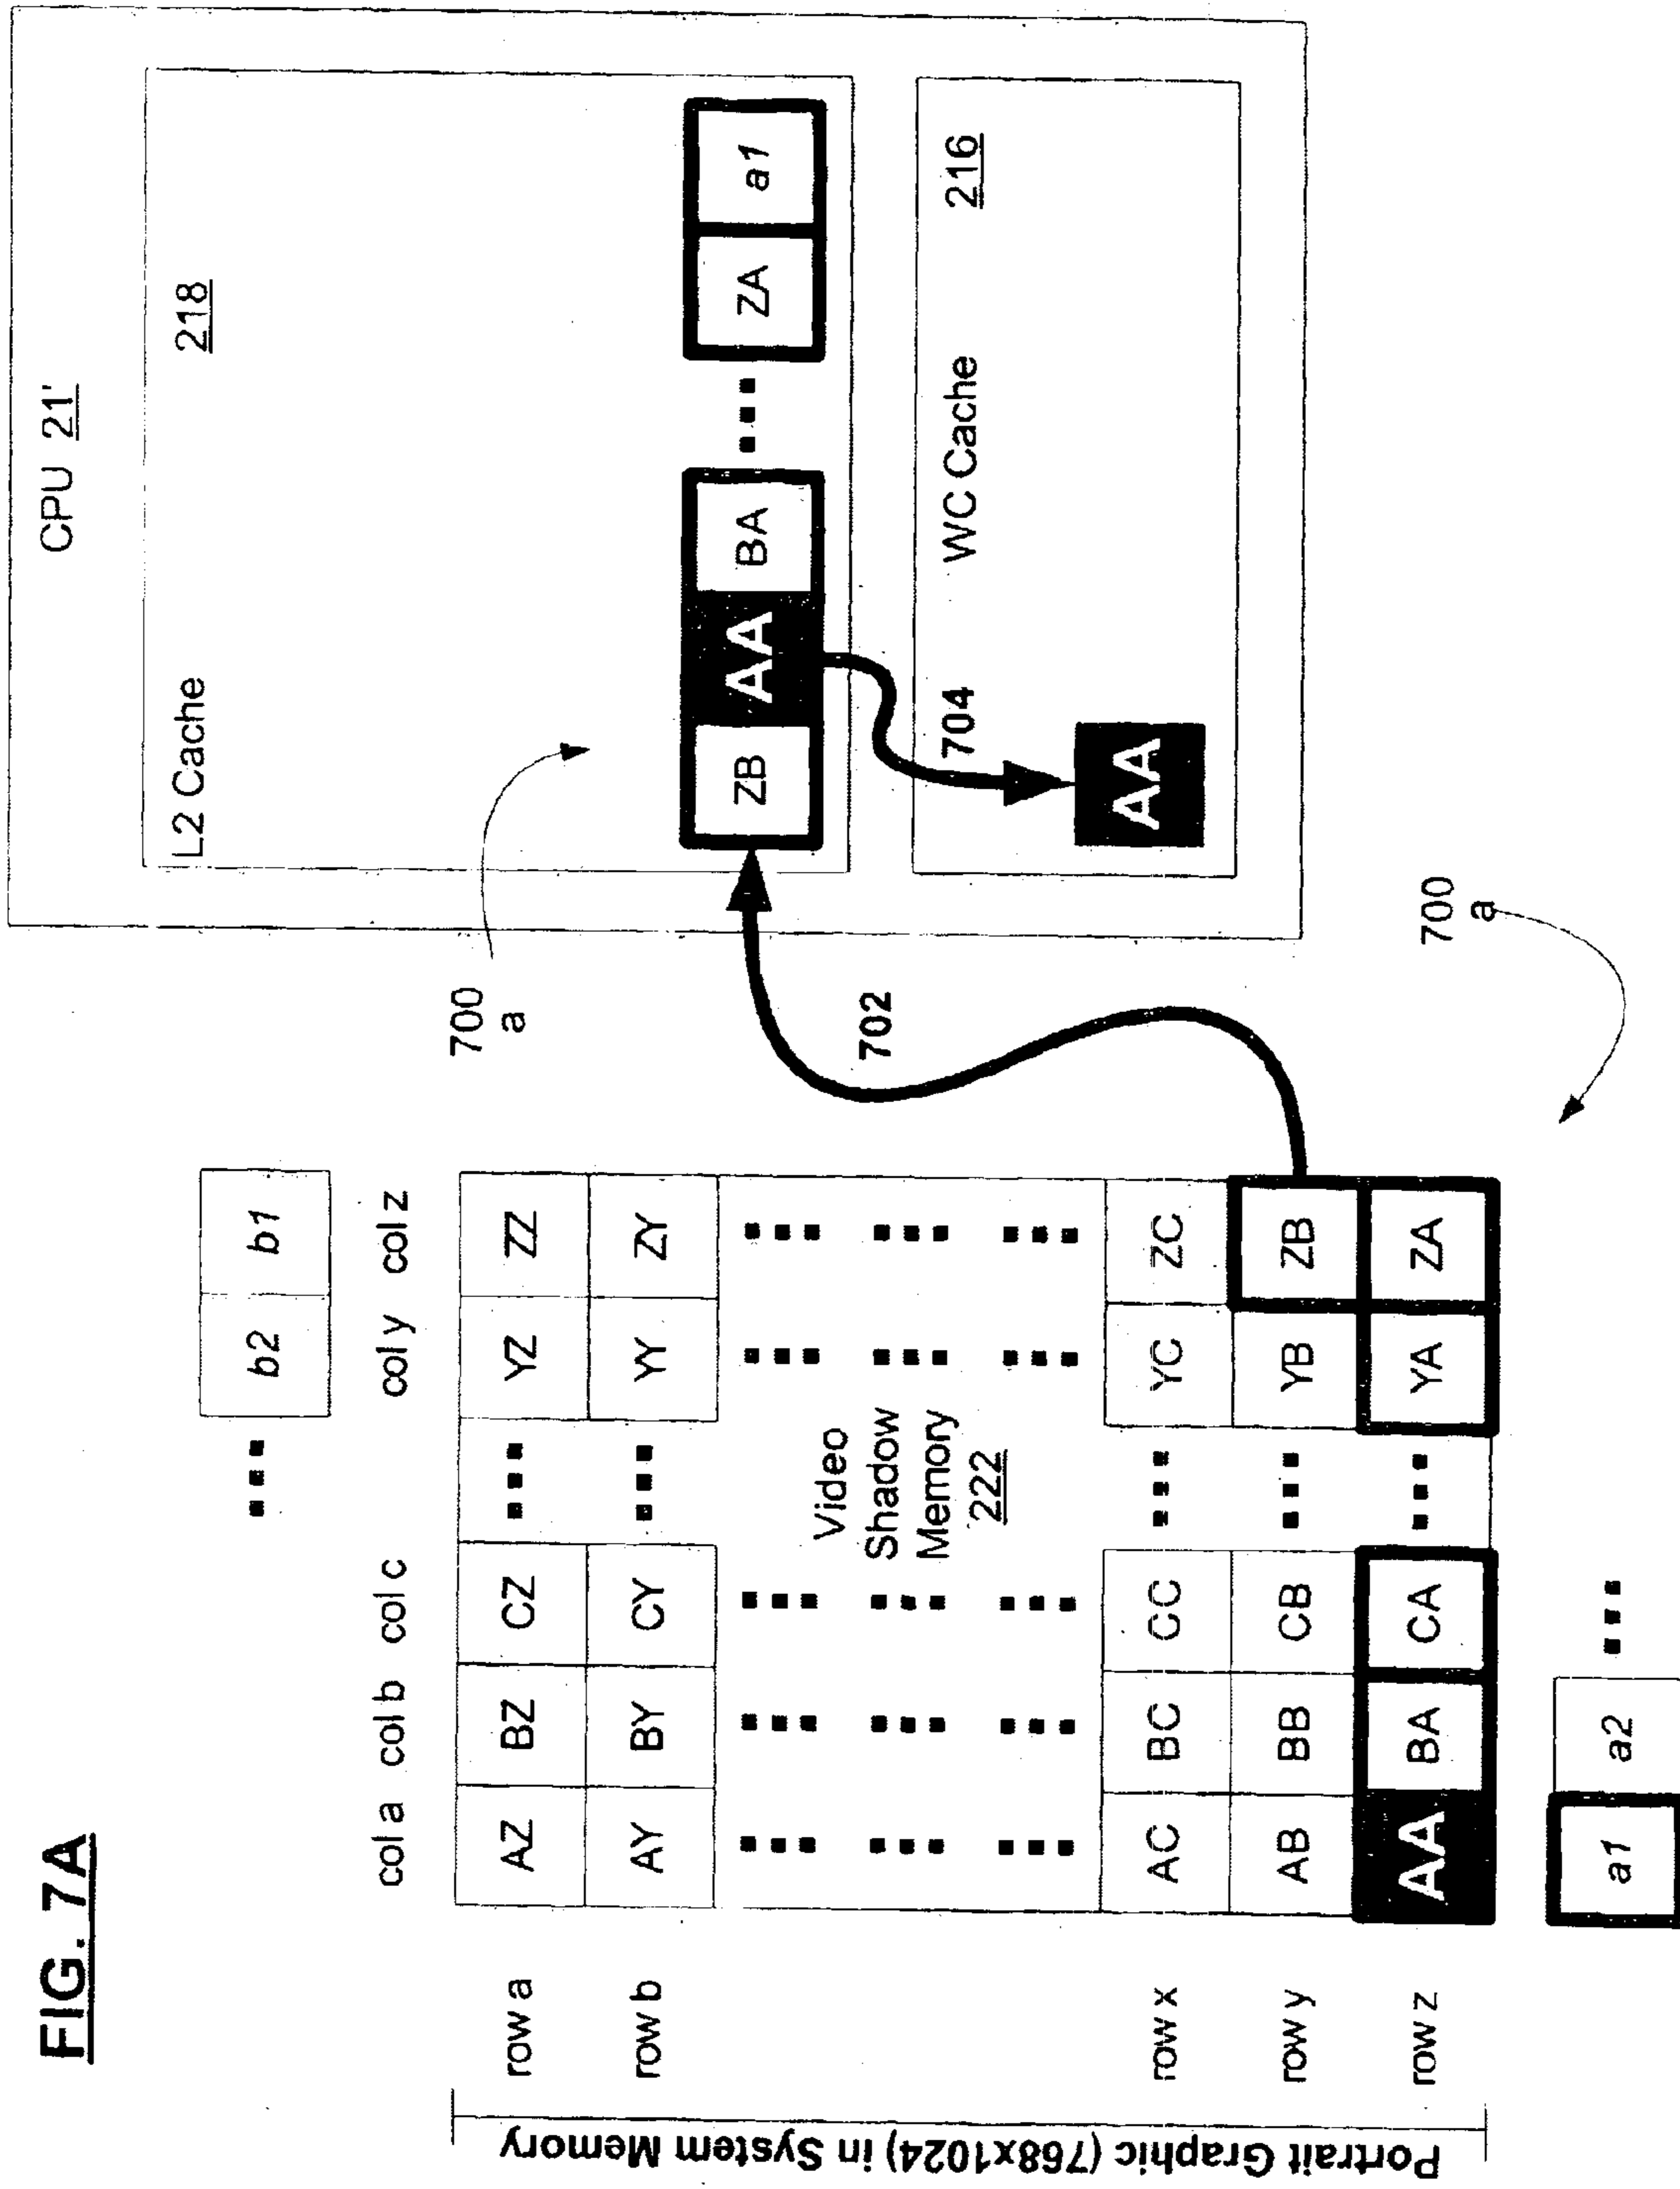 FIG. 7A
Portrait Graphic (768x1024) in System Memory
b2 b1
col a col b col c col y col z
row a AZ BZ CZ YZ ZZ
row b AY BY CY YY ZY
Video
Shadow
Memory
222
row x AC BC CC YC ZC
row y AB BB CB YB ZB
row z AA BA CA YA ZA
a1 a2
700
a
702
700
a
CPU 21'
L2 Cache 218
ZB AA BA ZA a1
704 WC Cache 216
AA